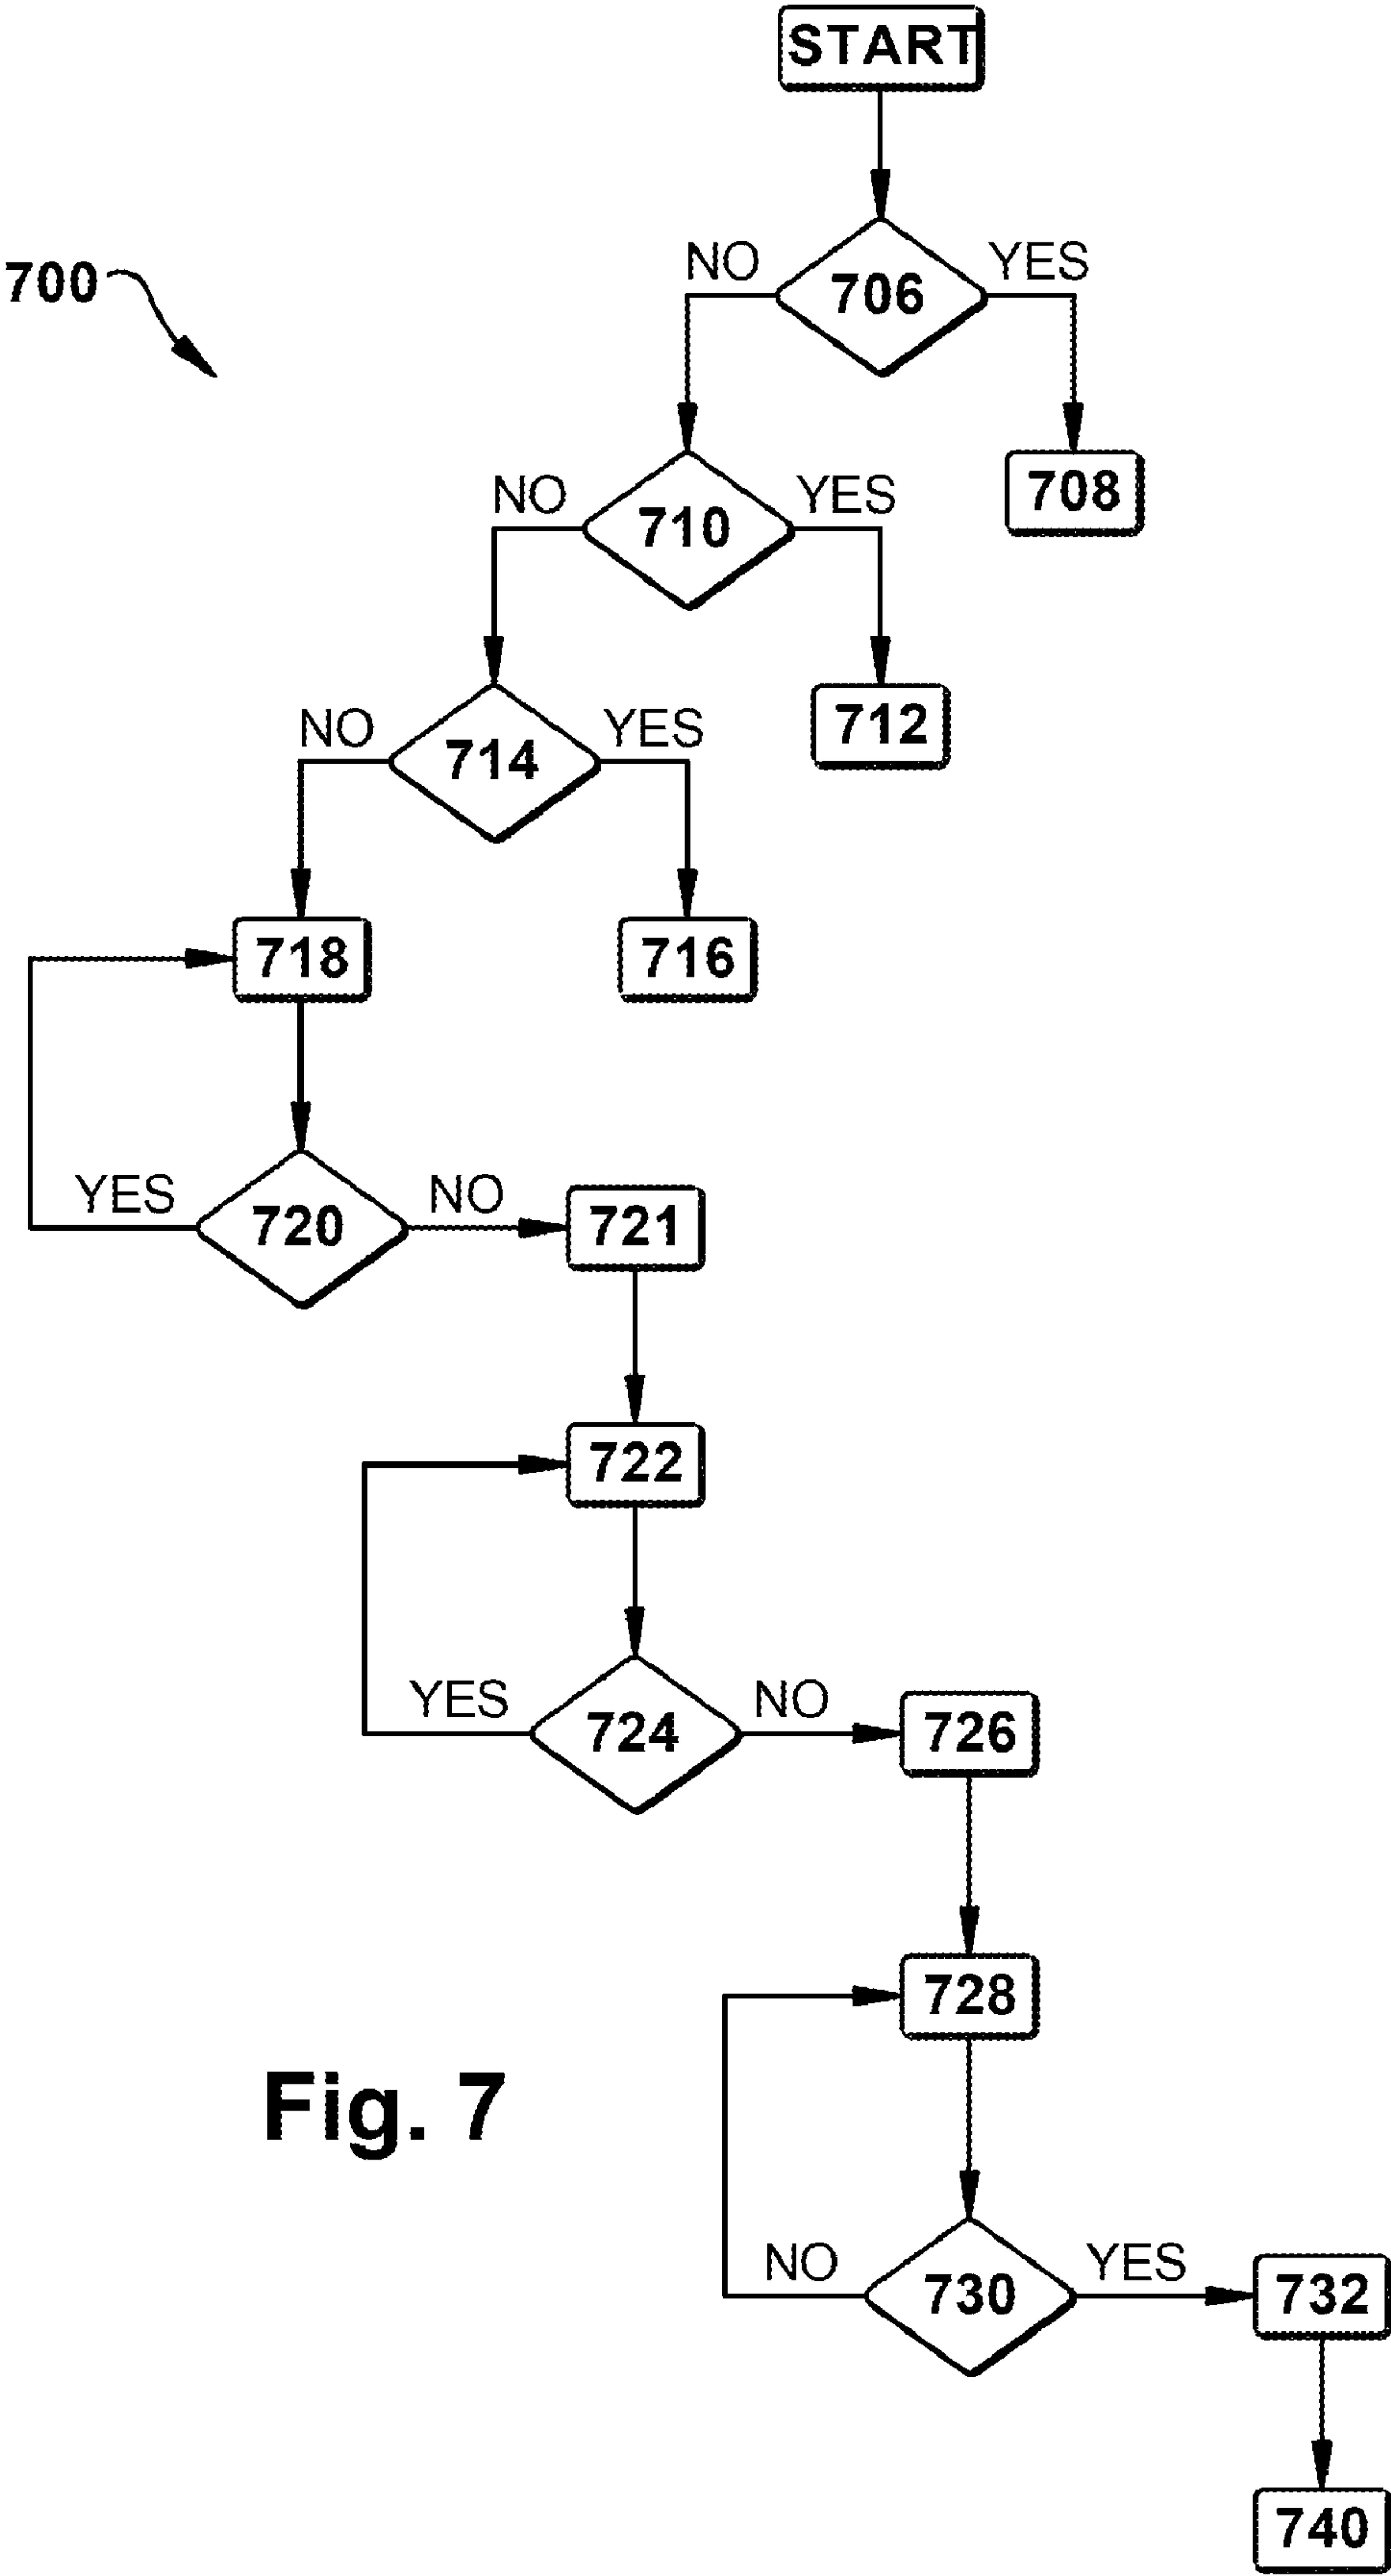 START
NO
YES
700
706
708
NO
YES
710
712
NO
YES
714
716
718
YES
NO
720
721
722
YES
NO
724
726
728
Fig. 7
NO
YES
730
732
740